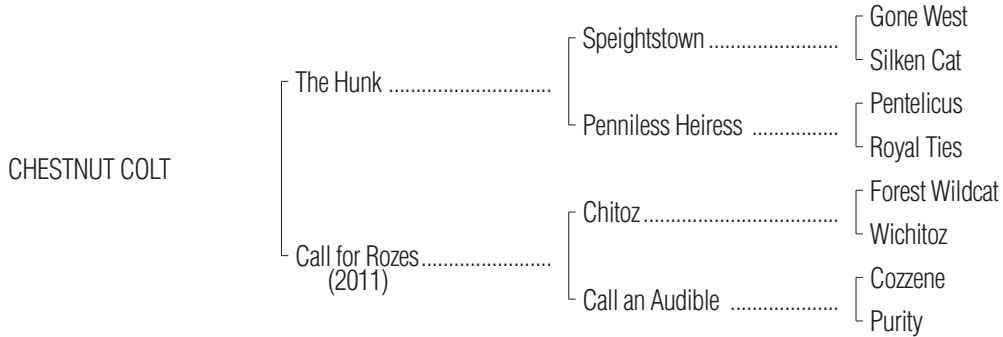 Gone West
Speightstown ........................
Silken Cat
The Hunk ..............................
Pentelicus
Penniless Heiress ................
Royal Ties
CHESTNUT COLT
Forest Wildcat
Chitoz ....................................
Wichitoz
Call for Rozes ........................
(2011)
Cozzene
Call an Audible ....................
Purity